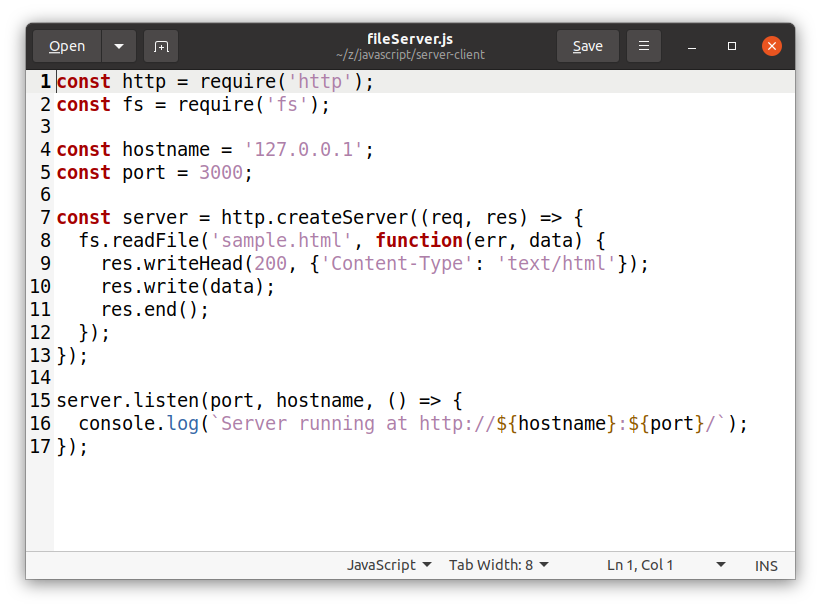 Open
fileServer.js
~/z/javascript/server-client
Save
1 const http = require('http');
2 const fs = require('fs');
3
4 const hostname = '127.0.0.1';
5 const port = 3000;
6
7 const server = http.createServer((req, res) => {
8   fs.readFile('sample.html', function(err, data) {
9     res.writeHead(200, {'Content-Type': 'text/html'});
10     res.write(data);
11     res.end();
12   });
13 });
14
15 server.listen(port, hostname, () => {
16   console.log(`Server running at http://${hostname}:${port}/`);
17 });
JavaScript Tab Width: 8 Ln 1, Col 1 INS